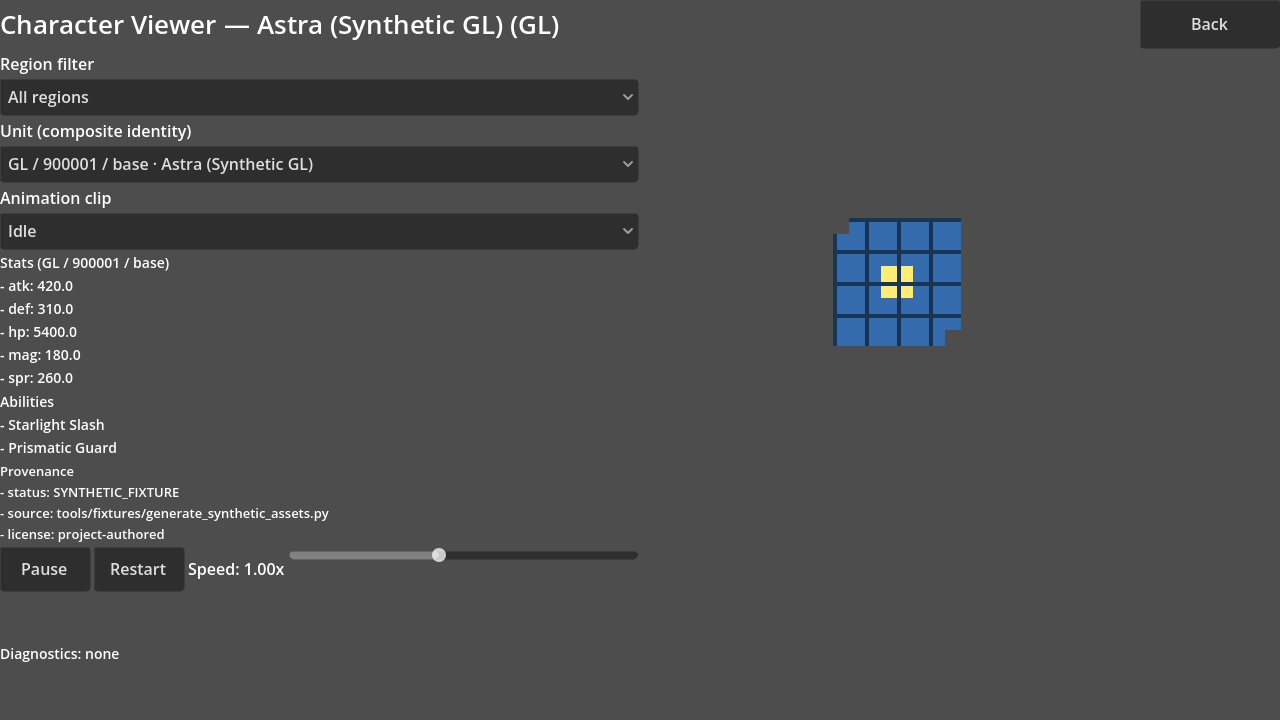 Character Viewer — Astra (Synthetic GL) (GL)
Back
Region filter
All regions
Unit (composite identity)
GL / 900001 / base · Astra (Synthetic GL)
Animation clip
Idle
Stats (GL / 900001 / base)
- atk: 420.0
- def: 310.0
- hp: 5400.0
- mag: 180.0
- spr: 260.0
Abilities
- Starlight Slash
- Prismatic Guard
Provenance
- status: SYNTHETIC_FIXTURE
- source: tools/fixtures/generate_synthetic_assets.py
- license: project-authored
Pause Restart Speed: 1.00x
Diagnostics: none